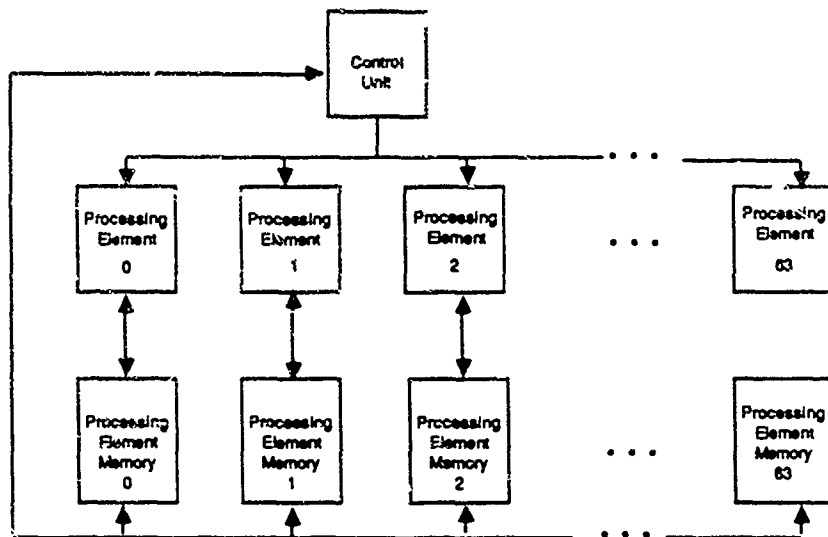 Control
Unit
. . .
Processing
Element
0
Processing
Element
1
Processing
Element
2
. . .
Processing
Element
63
Processing
Element
Memory
0
Processing
Element
Memory
1
Processing
Element
Memory
2
. . .
Processing
Element
Memory
63
. . .